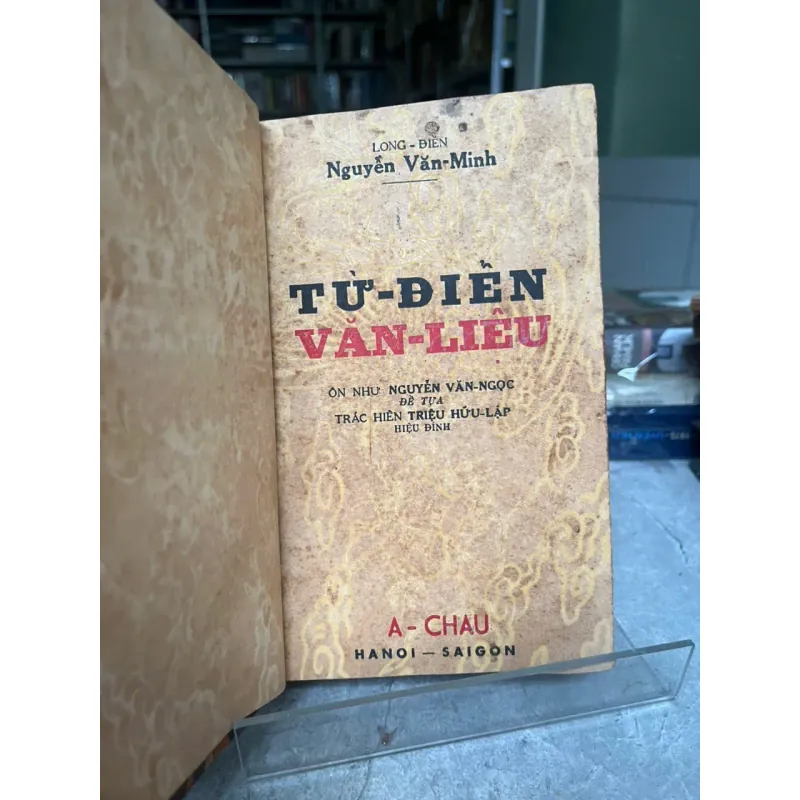 LONG - ĐIỀN
Nguyễn Văn-Minh
TỪ-ĐIỂN
VĂN-LIỆU
ÔN NHƯ NGUYỄN VĂN-NGỌC
ĐỀ TỰA
TRÁC HIÊN TRIỆU HỮU-LẬP
HIỆU ĐÍNH
A - CHAU
HANOI — SAIGON